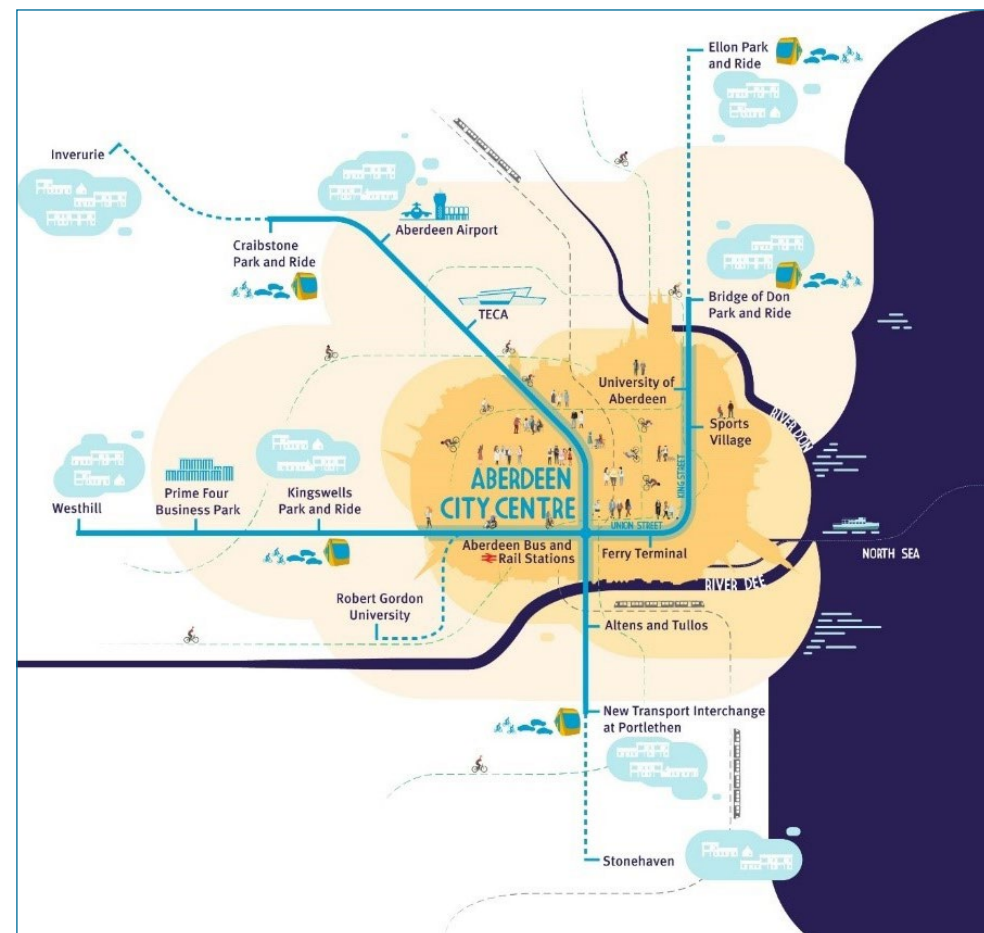 Ellon Park
and Ride
Inverurie
Aberdeen Airport
Craibstone
Park and Ride
Bridge of Don
Park and Ride
TECA
University of
Aberdeen
Sports
Village
RIVER DON
KING STREET
ABERDEEN
CITY CENTRE
Westhill
Prime Four
Business Park
Kingswells
Park and Ride
UNION STREET
Aberdeen Bus and
Rail Stations
Ferry Terminal
NORTH SEA
RIVER DEE
Robert Gordon
University
Altens and Tullos
New Transport Interchange
at Portlethen
Stonehaven